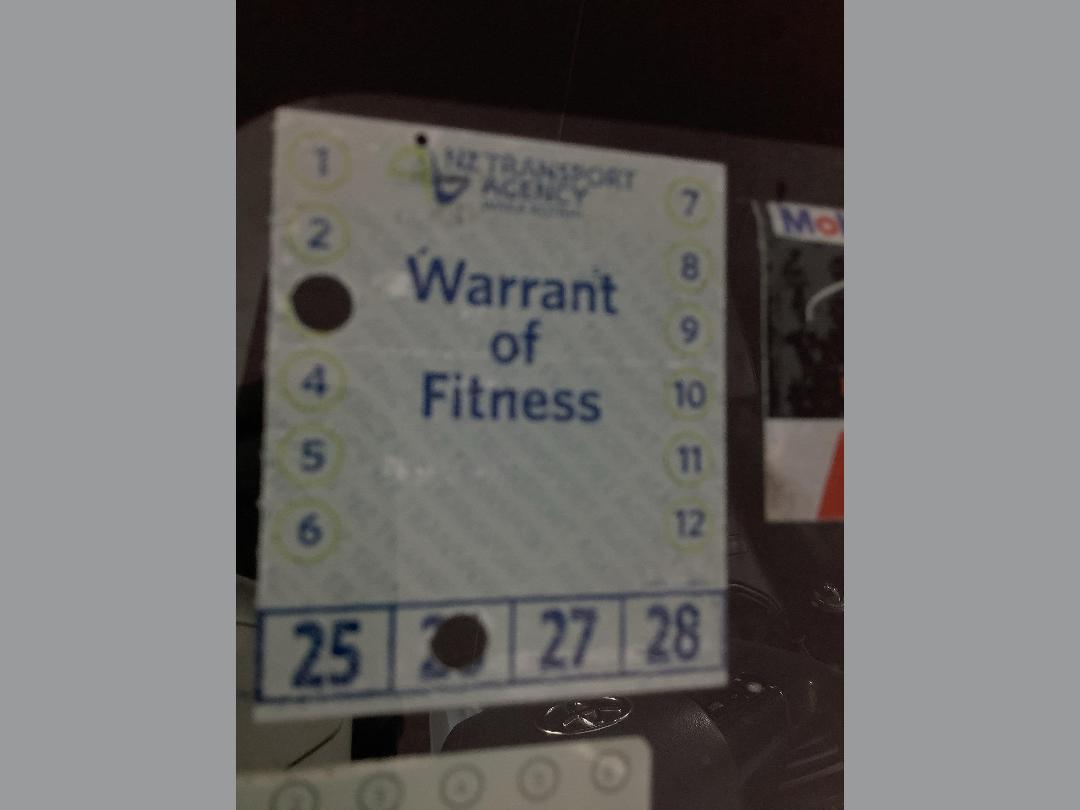 NZ TRANSPORT
AGENCY
Warrant
of
Fitness
1
2
4
5
6
7
8
9
10
11
12
25
27
28